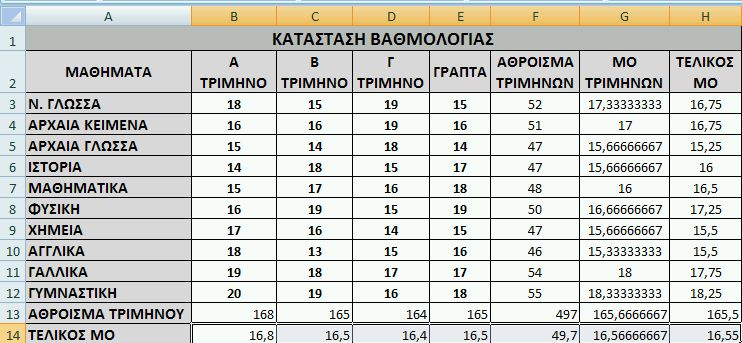 A B C D E F G H
1 ΚΑΤΑΣΤΑΣΗ ΒΑΘΜΟΛΟΓΙΑΣ
2 ΜΑΘΗΜΑΤΑ Α ΤΡΙΜΗΝΟ Β ΤΡΙΜΗΝΟ Γ ΤΡΙΜΗΝΟ ΓΡΑΠΤΑ ΑΘΡΟΙΣΜΑ ΤΡΙΜΗΝΩΝ ΜΟ ΤΡΙΜΗΝΩΝ ΤΕΛΙΚΟΣ ΜΟ
3 Ν. ΓΛΩΣΣΑ 18 15 19 15 52 17,33333333 16,75
4 ΑΡΧΑΙΑ ΚΕΙΜΕΝΑ 16 16 19 16 51 17 16,75
5 ΑΡΧΑΙΑ ΓΛΩΣΣΑ 15 14 18 14 47 15,66666667 15,25
6 ΙΣΤΟΡΙΑ 14 18 15 17 47 15,66666667 16
7 ΜΑΘΗΜΑΤΙΚΑ 15 17 16 18 48 16 16,5
8 ΦΥΣΙΚΗ 16 19 15 19 50 16,66666667 17,25
9 ΧΗΜΕΙΑ 17 16 14 15 47 15,66666667 15,5
10 ΑΓΓΛΙΚΑ 18 13 15 16 46 15,33333333 15,5
11 ΓΑΛΛΙΚΑ 19 18 17 17 54 18 17,75
12 ΓΥΜΝΑΣΤΙΚΗ 20 19 16 18 55 18,33333333 18,25
13 ΑΘΡΟΙΣΜΑ ΤΡΙΜΗΝΟΥ 168 165 164 165 497 165,6666667 165,5
14 ΤΕΛΙΚΟΣ ΜΟ 16,8 16,5 16,4 16,5 49,7 16,56666667 16,55